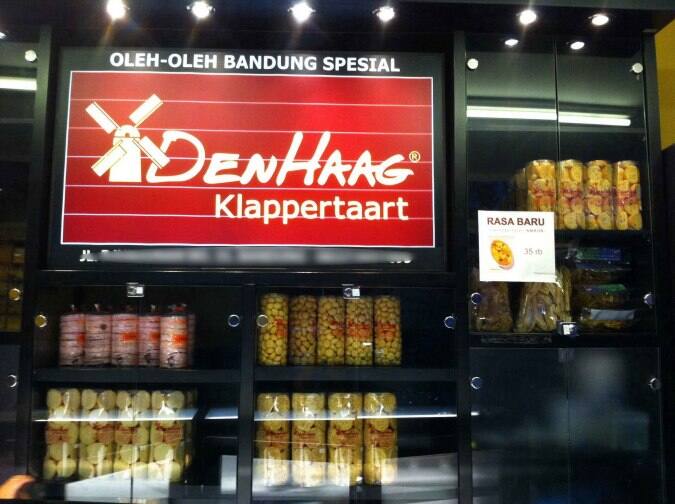 OLEH-OLEH BANDUNG SPESIAL
DENHAAG®
Klappertaart
RASA BARU
35 rb